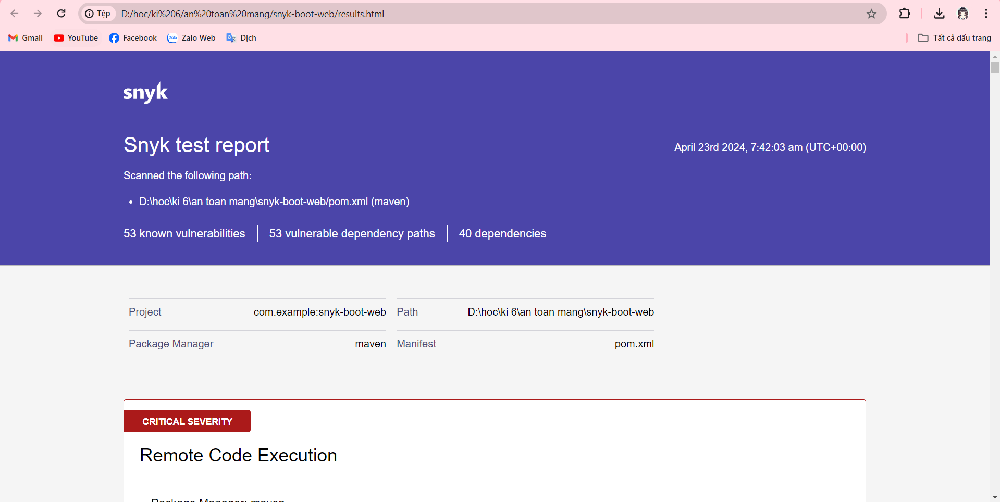 Tệp D:/hoc/ki%206/an%20toan%20mang/snyk-boot-web/results.html
Gmail YouTube Facebook Zalo Zalo Web Dịch Tất cả dấu trang
snyk
Snyk test report
April 23rd 2024, 7:42:03 am (UTC+00:00)
Scanned the following path:
• D:\hoc\ki 6\an toan mang\snyk-boot-web/pom.xml (maven)
53 known vulnerabilities 53 vulnerable dependency paths 40 dependencies
Project com.example:snyk-boot-web Path D:\hoc\ki 6\an toan mang\snyk-boot-web
Package Manager maven Manifest pom.xml
CRITICAL SEVERITY
Remote Code Execution
Package Manager: maven